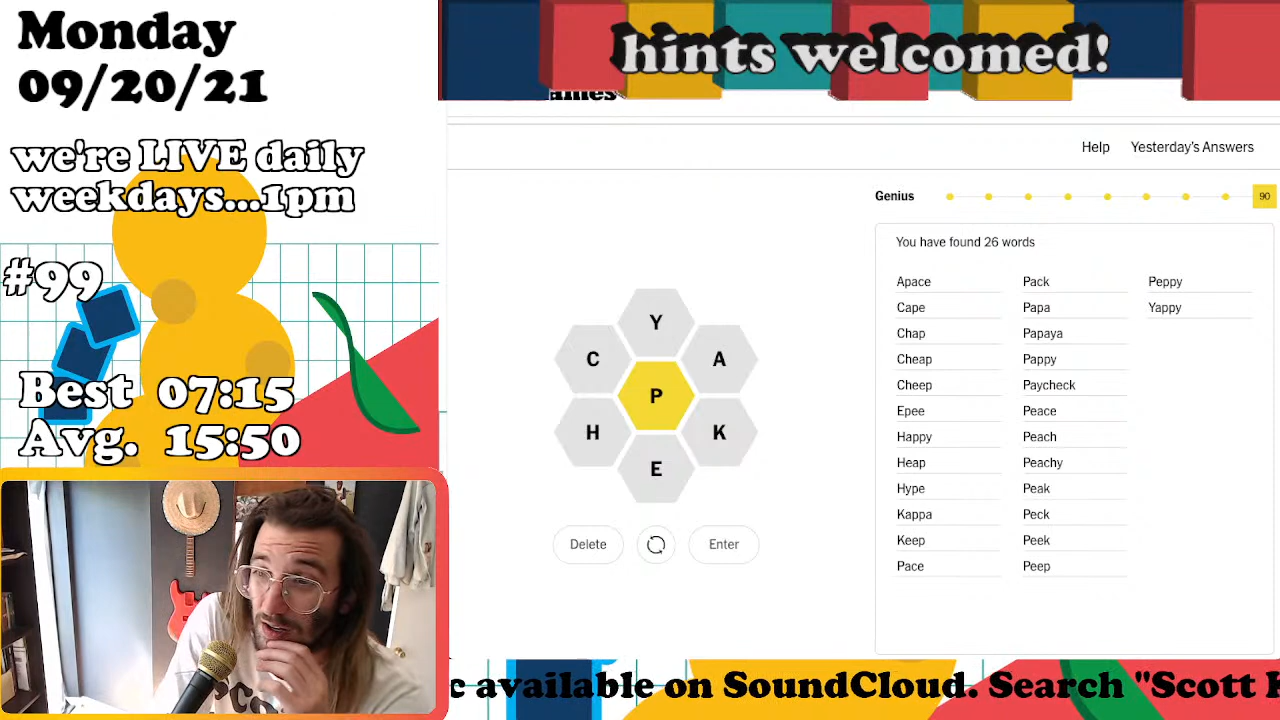 Monday
09/20/21
we're LIVE daily
weekdays...1pm
#99
Best 07:15
Avg. 15:50
hints welcomed!
Help Yesterday's Answers
Genius
90
You have found 26 words
Apace Pack Peppy
Cape Papa Yappy
Chap Papaya
Cheap Pappy
Cheep Paycheck
Epee Peace
Happy Peach
Heap Peachy
Hype Peak
Kappa Peck
Keep Peek
Pace Peep
Y
C A
P
H K
E
Delete Enter
c available on SoundCloud. Search "Scott